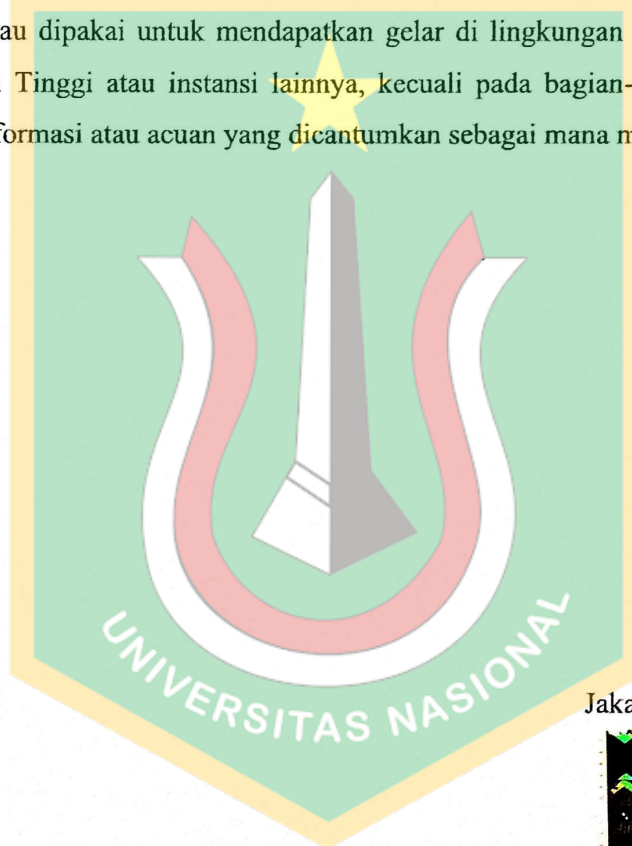 au dipakai untuk mendapatkan gelar di lingkungan
Tinggi atau instansi lainnya, kecuali pada bagian-
formasi atau acuan yang dicantumkan sebagai mana m
UNIVERSITAS NASIONAL
Jaka